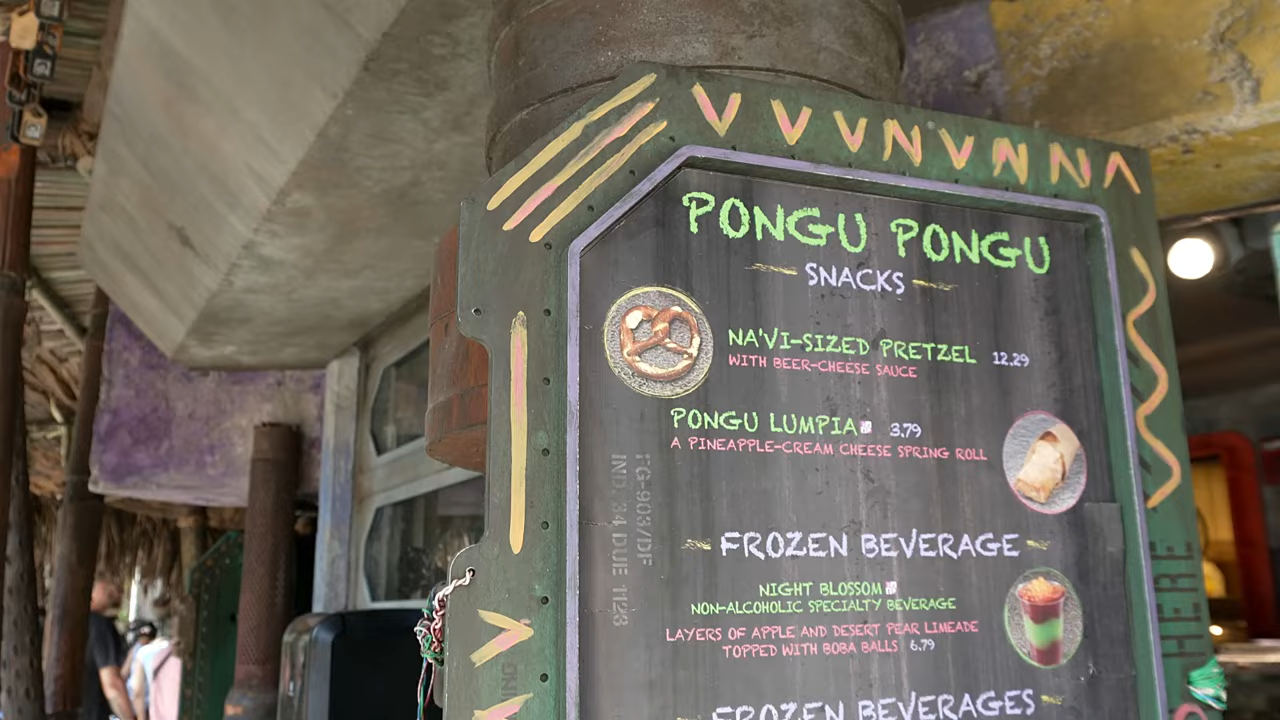 PONGU PONGU
SNACKS
NA'VI-SIZED PRETZEL 12.29
WITH BEER-CHEESE SAUCE
PONGU LUMPIA 3.79
A PINEAPPLE-CREAM CHEESE SPRING ROLL
FROZEN BEVERAGE
NIGHT BLOSSOM
NON-ALCOHOLIC SPECIALTY BEVERAGE
LAYERS OF APPLE AND DESERT PEAR LIMEADE
TOPPED WITH BOBA BALLS 6.79
FROZEN BEVERAGES
TG-903/DF
IND.34 DUE 1123
HERE